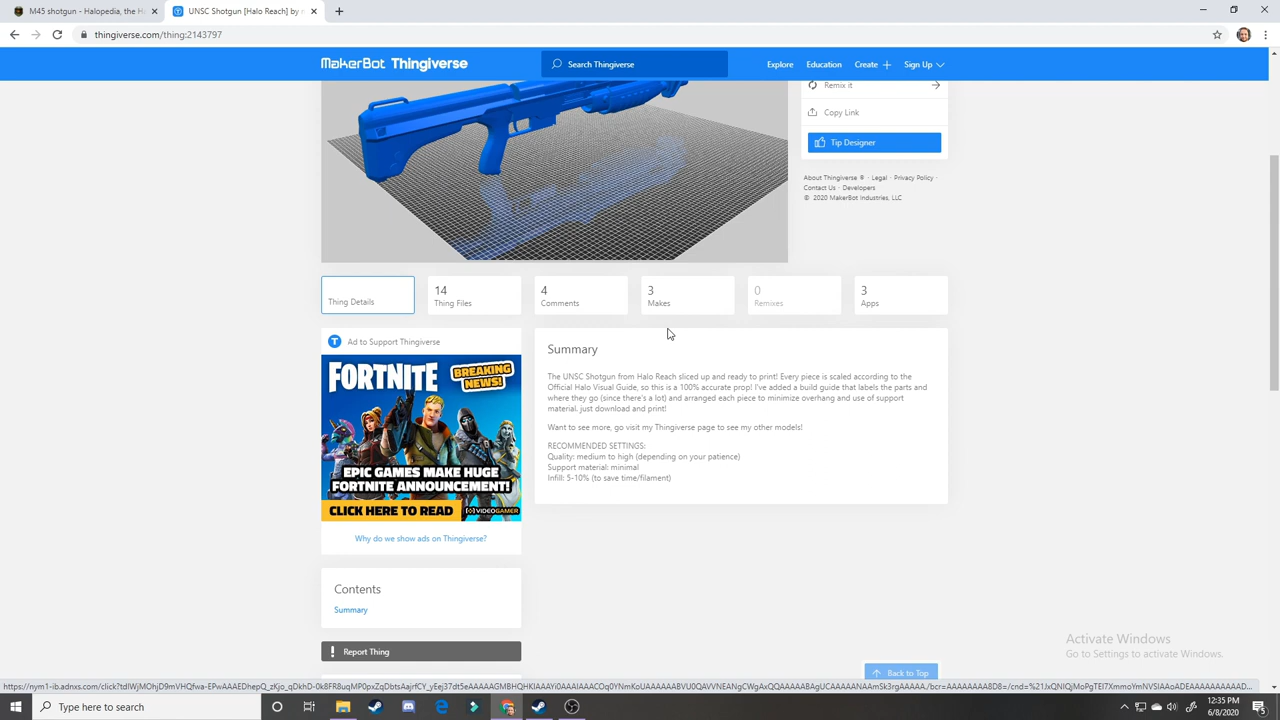 M45 shotgun - Halopedia, the H
UNSC Shotgun [Halo Reach] by r
thingiverse.com/thing:2143797
MakerBot Thingiverse
Search Thingiverse
Explore
Education
Create
Sign Up
Remix it
Copy Link
Tip Designer
About Thingiverse ® · Legal · Privacy Policy ·
Contact Us · Developers
© 2020 MakerBot Industries, LLC
Thing Details
14
Thing Files
4
Comments
3
Makes
0
Remixes
3
Apps
Ad to Support Thingiverse
FORTNITE
BREAKING
NEWS!
EPIC GAMES MAKE HUGE
FORTNITE ANNOUNCEMENT!
CLICK HERE TO READ
VIDEOGAMER
Why do we show ads on Thingiverse?
Summary
The UNSC Shotgun from Halo Reach sliced up and ready to print! Every piece is scaled according to the
Official Halo Visual Guide, so this is a 100% accurate prop! I've added a build guide that labels the parts and
where they go (since there's a lot) and arranged each piece to minimize overhang and use of support
material. just download and print!
Want to see more, go visit my Thingiverse page to see my other models!
RECOMMENDED SETTINGS:
Quality: medium to high (depending on your patience)
Support material: minimal
Infill: 5-10% (to save time/filament)
Contents
Summary
Report Thing
Activate Windows
Go to Settings to activate Windows.
Back to Top
Type here to search
12:35 PM
6/8/2020